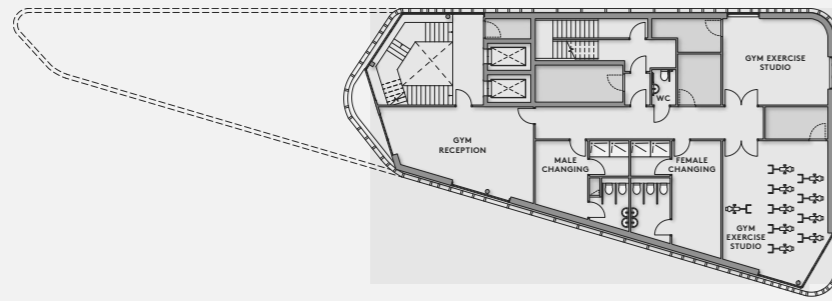 GYM EXERCISE
STUDIO
WC
GYM
RECEPTION
MALE
CHANGING
FEMALE
CHANGING
GYM
EXERCISE
STUDIO